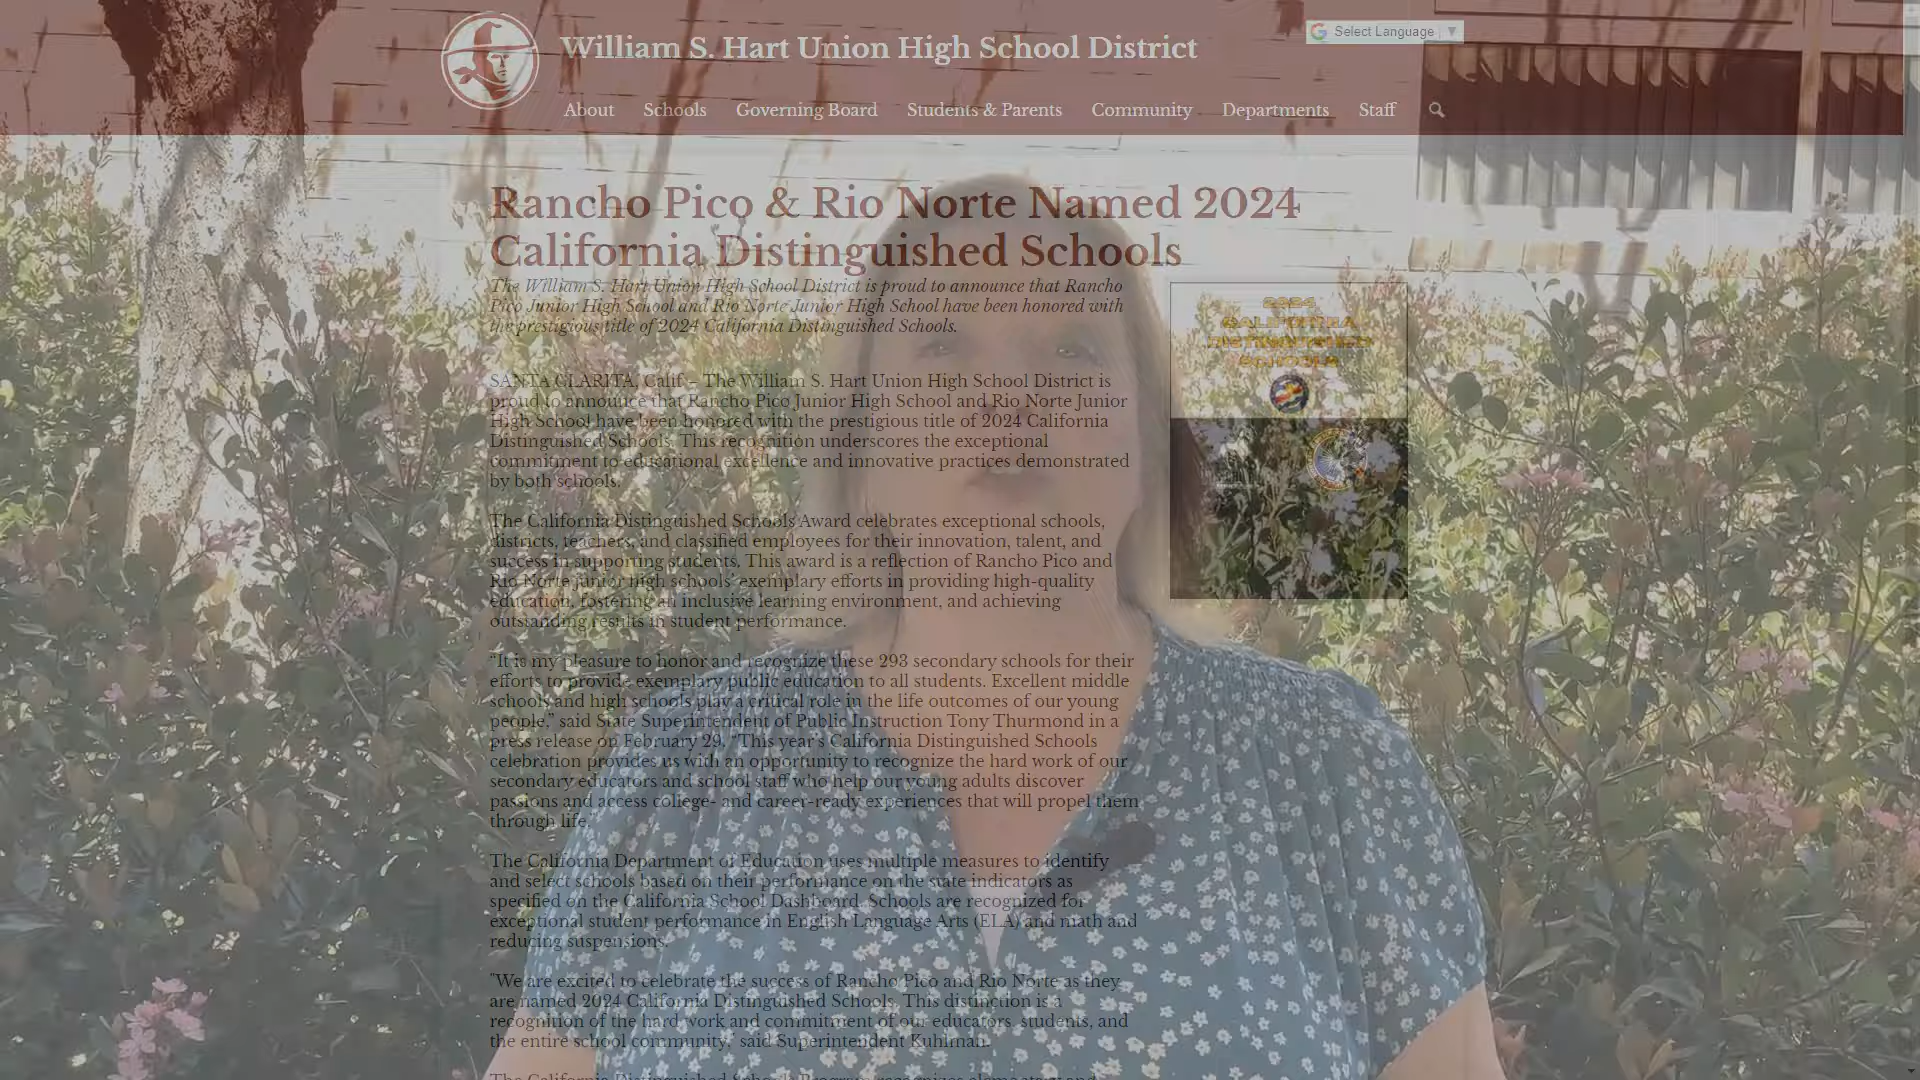 William S. Hart Union High School District
Select Language ▼
About Schools Governing Board Students & Parents Community Departments Staff
Rancho Pico & Rio Norte Named 2024
California Distinguished Schools
The William S. Hart Union High School District is proud to announce that Rancho
Pico Junior High School and Rio Norte Junior High School have been honored with
the prestigious title of 2024 California Distinguished Schools.
2024
CALIFORNIA
DISTINGUISHED
SCHOOLS
SANTA CLARITA, Calif – The William S. Hart Union High School District is
proud to announce that Rancho Pico Junior High School and Rio Norte Junior
High School have been honored with the prestigious title of 2024 California
Distinguished Schools. This recognition underscores the exceptional
commitment to educational excellence and innovative practices demonstrated
by both schools.
The California Distinguished Schools Award celebrates exceptional schools,
districts, teachers, and classified employees for their innovation, talent, and
success in supporting students. This award is a reflection of Rancho Pico and
Rio Norte junior high schools' exemplary efforts in providing high-quality
education, fostering an inclusive learning environment, and achieving
outstanding results in student performance.
“It is my pleasure to honor and recognize these 293 secondary schools for their
efforts to provide exemplary public education to all students. Excellent middle
schools and high schools play a critical role in the life outcomes of our young
people,” said State Superintendent of Public Instruction Tony Thurmond in a
press release on February 29. “This year's California Distinguished Schools
celebration provides us with an opportunity to recognize the hard work of our
secondary educators and school staff who help our young adults discover
passions and access college- and career-ready experiences that will propel them
through life.”
The California Department of Education uses multiple measures to identify
and select schools based on their performance on the state indicators as
specified on the California School Dashboard. Schools are recognized for
exceptional student performance in English Language Arts (ELA) and math and
reducing suspensions.
"We are excited to celebrate the success of Rancho Pico and Rio Norte as they
are named 2024 California Distinguished Schools. This distinction is a
recognition of the hard work and commitment of our educators, students, and
the entire school community," said Superintendent Kuhlman.